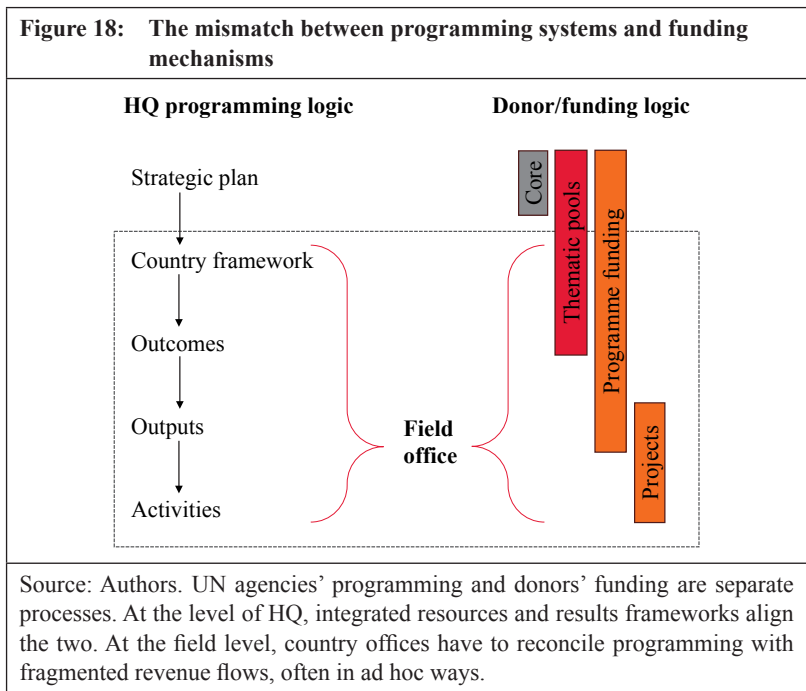 Figure 18: The mismatch between programming systems and funding
mechanisms
HQ programming logic
Donor/funding logic
Strategic plan
Country framework
Outcomes
Outputs
Activities
Field
office
Core
Thematic pools
Programme funding
Projects
Source: Authors. UN agencies’ programming and donors’ funding are separate
processes. At the level of HQ, integrated resources and results frameworks align
the two. At the field level, country offices have to reconcile programming with
fragmented revenue flows, often in ad hoc ways.